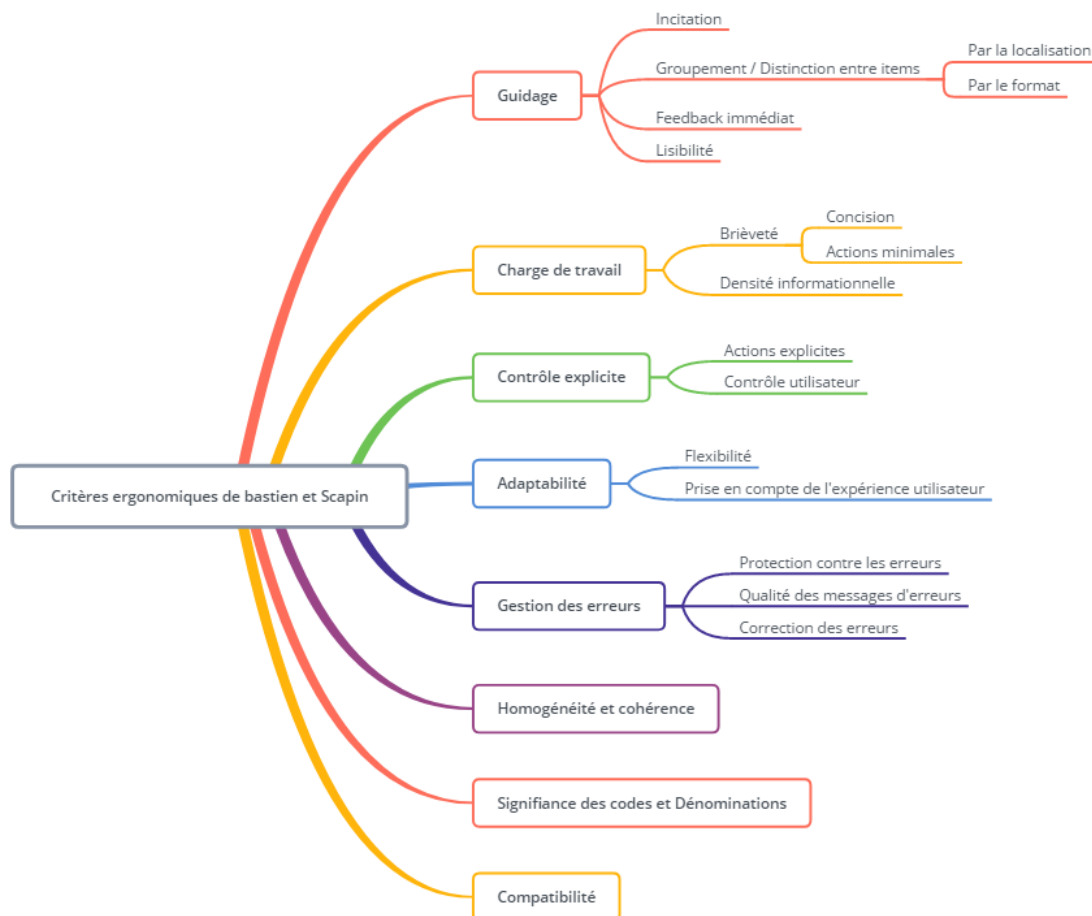 Incitation
Par la localisation
Groupement / Distinction entre items
Par le format
Guidage
Feedback immédiat
Lisibilité
Concision
Brièveté
Actions minimales
Charge de travail
Densité informationnelle
Actions explicites
Contrôle explicite
Contrôle utilisateur
Flexibilité
Adaptabilité
Prise en compte de l'expérience utilisateur
Critères ergonomiques de bastien et Scapin
Protection contre les erreurs
Qualité des messages d'erreurs
Gestion des erreurs
Correction des erreurs
Homogénéité et cohérence
Signifiance des codes et Dénominations
Compatibilité